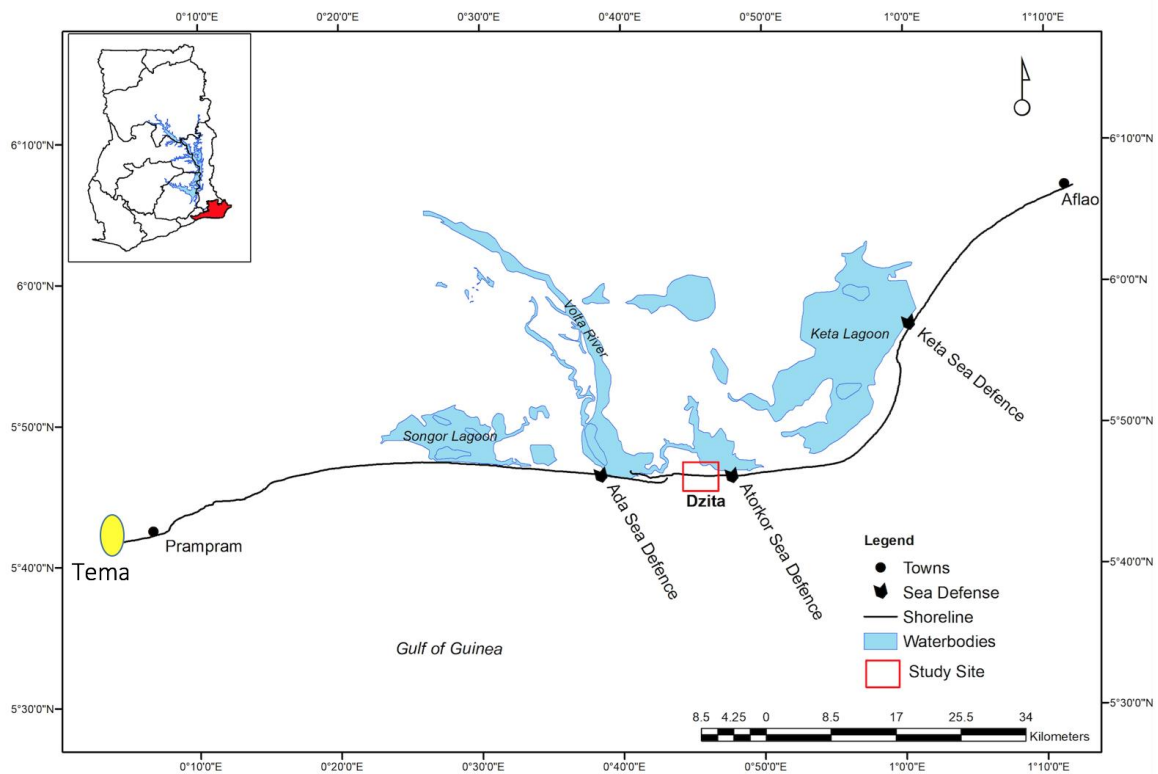 0°10'0"E 0°20'0"E 0°30'0"E 0°40'0"E 0°50'0"E 1°0'0"E 1°10'0"E
6°10'0"N
6°10'0"N
Aflao
6°0'0"N
6°0'0"N
Volta River
Keta Lagoon
Keta Sea Defence
5°50'0"N
5°50'0"N
Songor Lagoon
Dzita
Ada Sea Defence
Atorkor Sea Defence
Prampram
Tema
5°40'0"N
5°40'0"N
Legend
Towns
Sea Defense
Shoreline
Waterbodies
Study Site
Gulf of Guinea
5°30'0"N
5°30'0"N
8.5 4.25 0 8.5 17 25.5 34
Kilometers
0°10'0"E 0°20'0"E 0°30'0"E 0°40'0"E 0°50'0"E 1°0'0"E 1°10'0"E